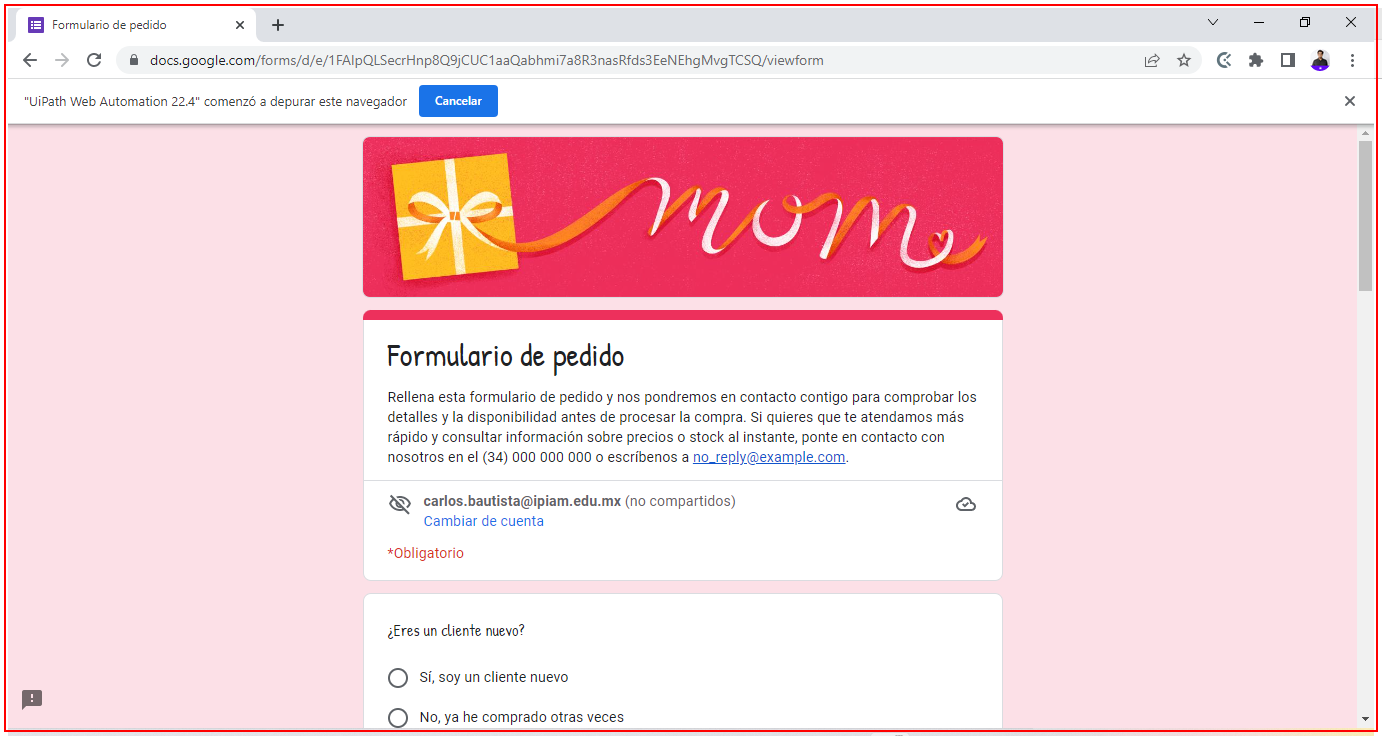 Formulario de pedido
docs.google.com/forms/d/e/1FAIpQLSecrHnp8Q9jCUC1aaQabhmi7a8R3nasRfds3EeNEhgMvgTCSQ/viewform
"UiPath Web Automation 22.4" comenzó a depurar este navegador Cancelar
mom
Formulario de pedido
Rellena esta formulario de pedido y nos pondremos en contacto contigo para comprobar los
detalles y la disponibilidad antes de procesar la compra. Si quieres que te atendamos más
rápido y consultar información sobre precios o stock al instante, ponte en contacto con
nosotros en el (34) 000 000 000 o escríbenos a no_reply@example.com.
carlos.bautista@ipiam.edu.mx (no compartidos)
Cambiar de cuenta
*Obligatorio
¿Eres un cliente nuevo?
Sí, soy un cliente nuevo
No, ya he comprado otras veces